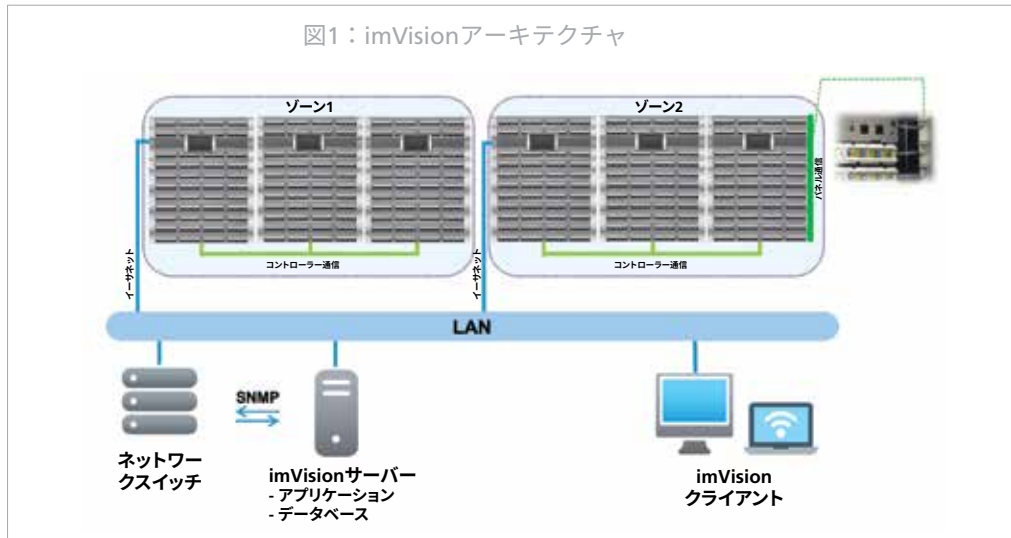 図1：imVisionアーキテクチャ
ゾーン1
ゾーン2
パネル通信
コントローラー通信
コントローラー通信
イーサネット
イーサネット
LAN
SNMP
ネットワー
クスイッチ
imVisionサーバー
- アプリケーション
- データベース
imVision
クライアント